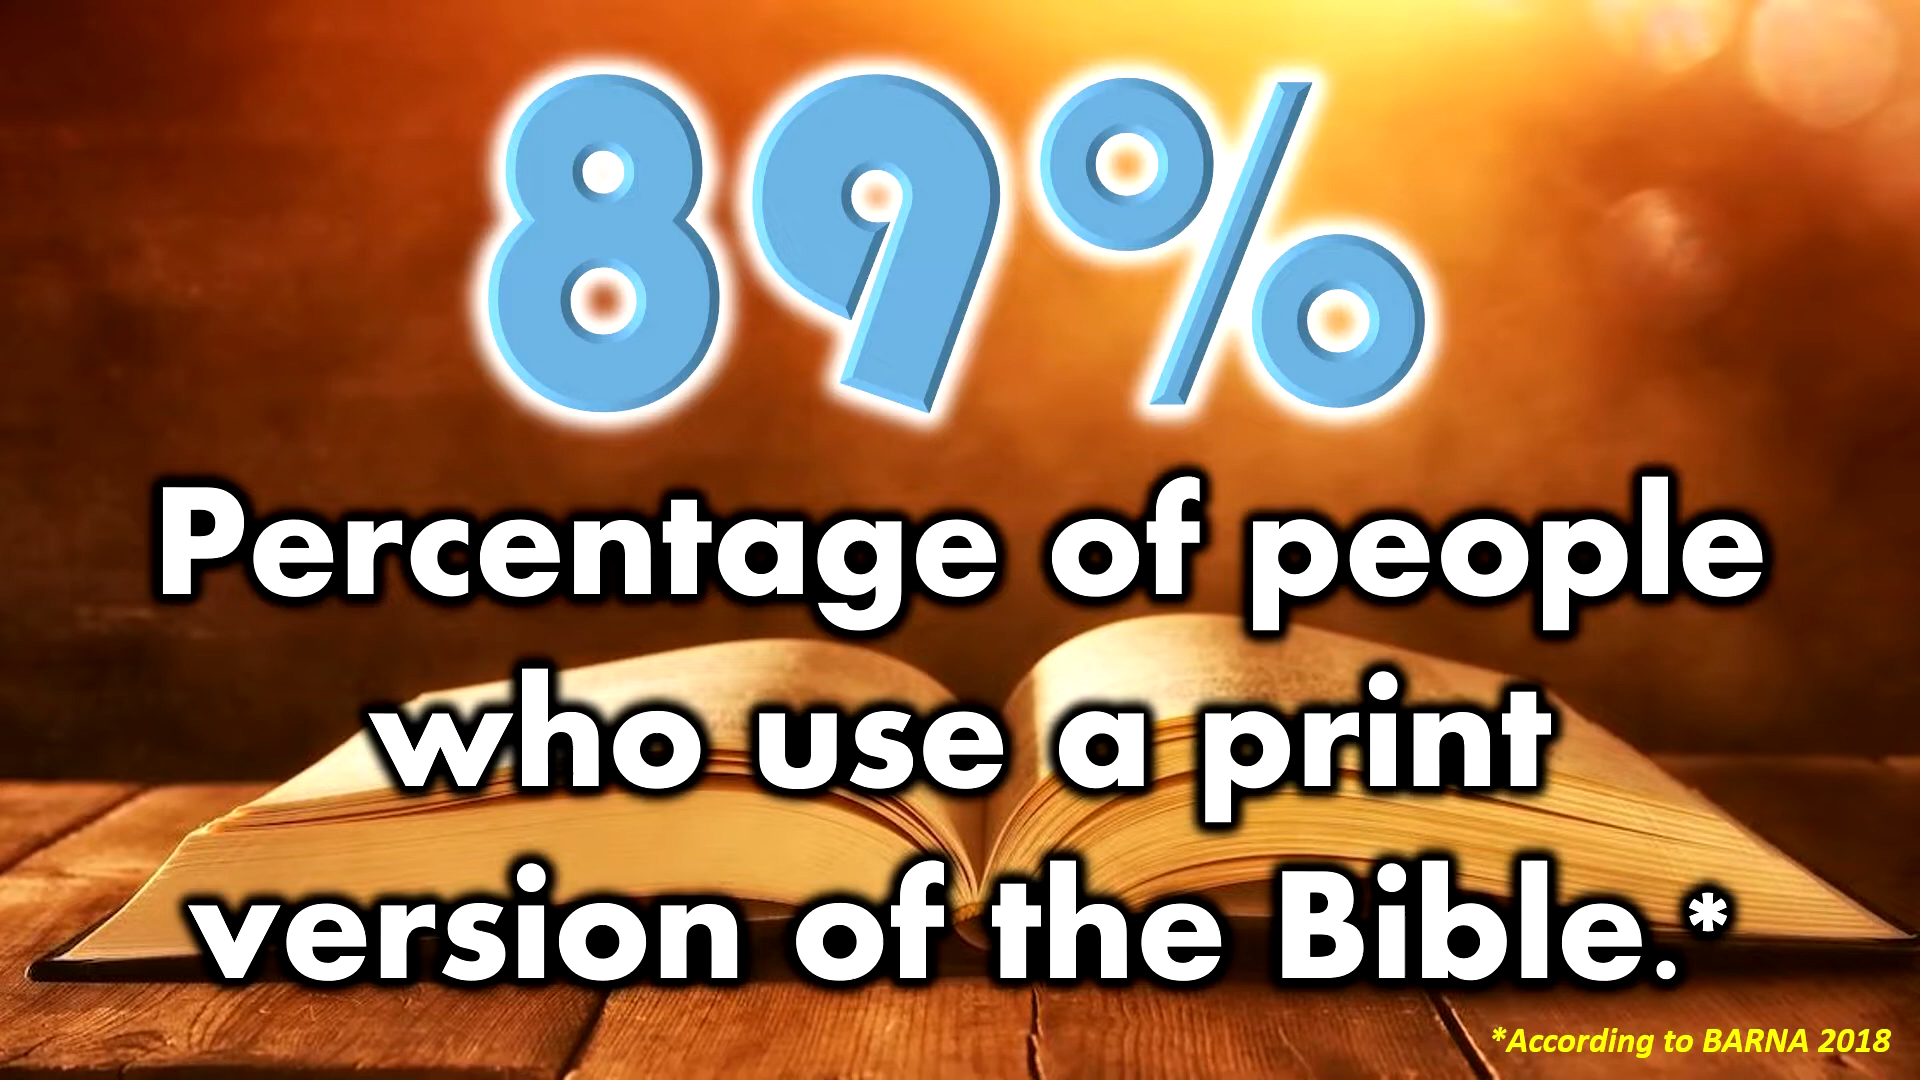 89%
Percentage of people
who use a print
version of the Bible.*
*According to BARNA 2018